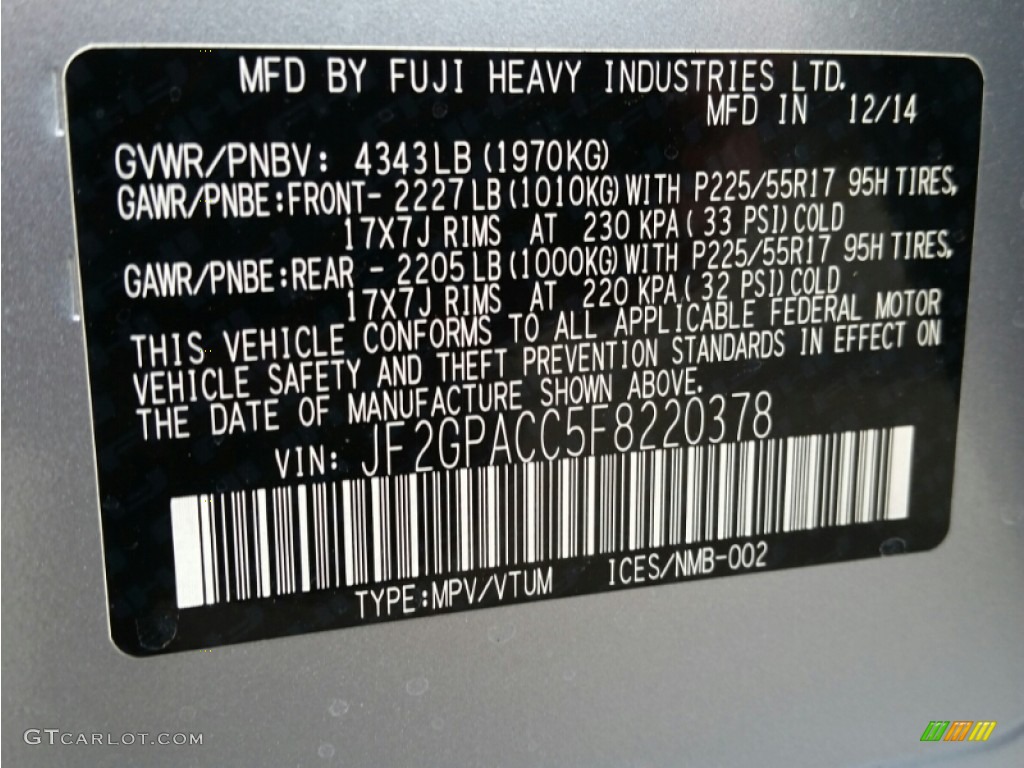 MFD BY FUJI HEAVY INDUSTRIES LTD.
MFD IN 12/14
GVWR/PNBV: 4343LB(1970KG)
GAWR/PNBE:FRONT- 2227LB(1010KG)WITH P225/55R17 95H TIRES,
17X7J RIMS AT 230 KPA( 33 PSI)COLD
GAWR/PNBE:REAR - 2205LB(1000KG)WITH P225/55R17 95H TIRES,
17X7J RIMS AT 220 KPA( 32 PSI)COLD
THIS VEHICLE CONFORMS TO ALL APPLICABLE FEDERAL MOTOR
VEHICLE SAFETY AND THEFT PREVENTION STANDARDS IN EFFECT ON
THE DATE OF MANUFACTURE SHOWN ABOVE.
VIN: JF2GPACC5F8220378
TYPE:MPV/VTUM ICES/NMB-002
GTCARLOT.COM